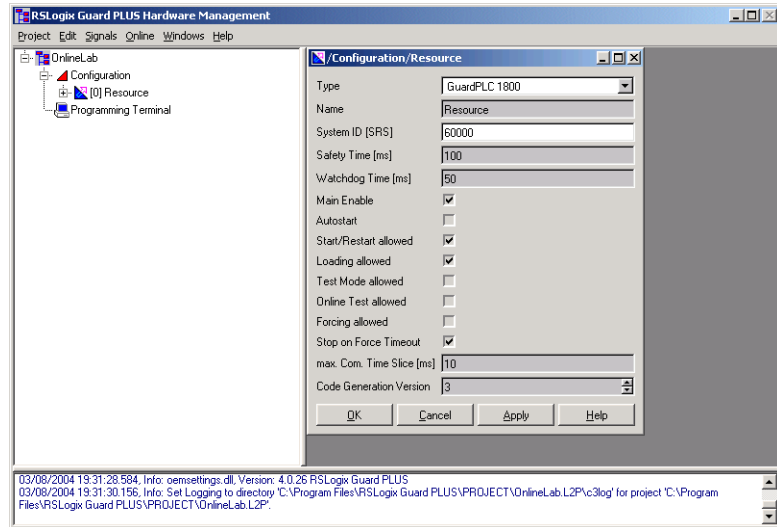 RSLogix Guard PLUS Hardware Management
Project Edit Signals Online Windows Help
OnlineLab
Configuration
[0] Resource
Programming Terminal
/Configuration/Resource
Type GuardPLC 1800
Name Resource
System ID [SRS] 60000
Safety Time [ms] 100
Watchdog Time [ms] 50
Main Enable
Autostart
Start/Restart allowed
Loading allowed
Test Mode allowed
Online Test allowed
Forcing allowed
Stop on Force Timeout
max. Com. Time Slice [ms] 10
Code Generation Version 3
OK Cancel Apply Help
03/08/2004 19:31:28.584, Info: oemsettings.dll, Version: 4.0.26 RSLogix Guard PLUS
03/08/2004 19:31:30.156, Info: Set Logging to directory 'C:\Program Files\RSLogix Guard PLUS\PROJECT\OnlineLab.L2P\c3log' for project 'C:\Program
Files\RSLogix Guard PLUS\PROJECT\OnlineLab.L2P'.